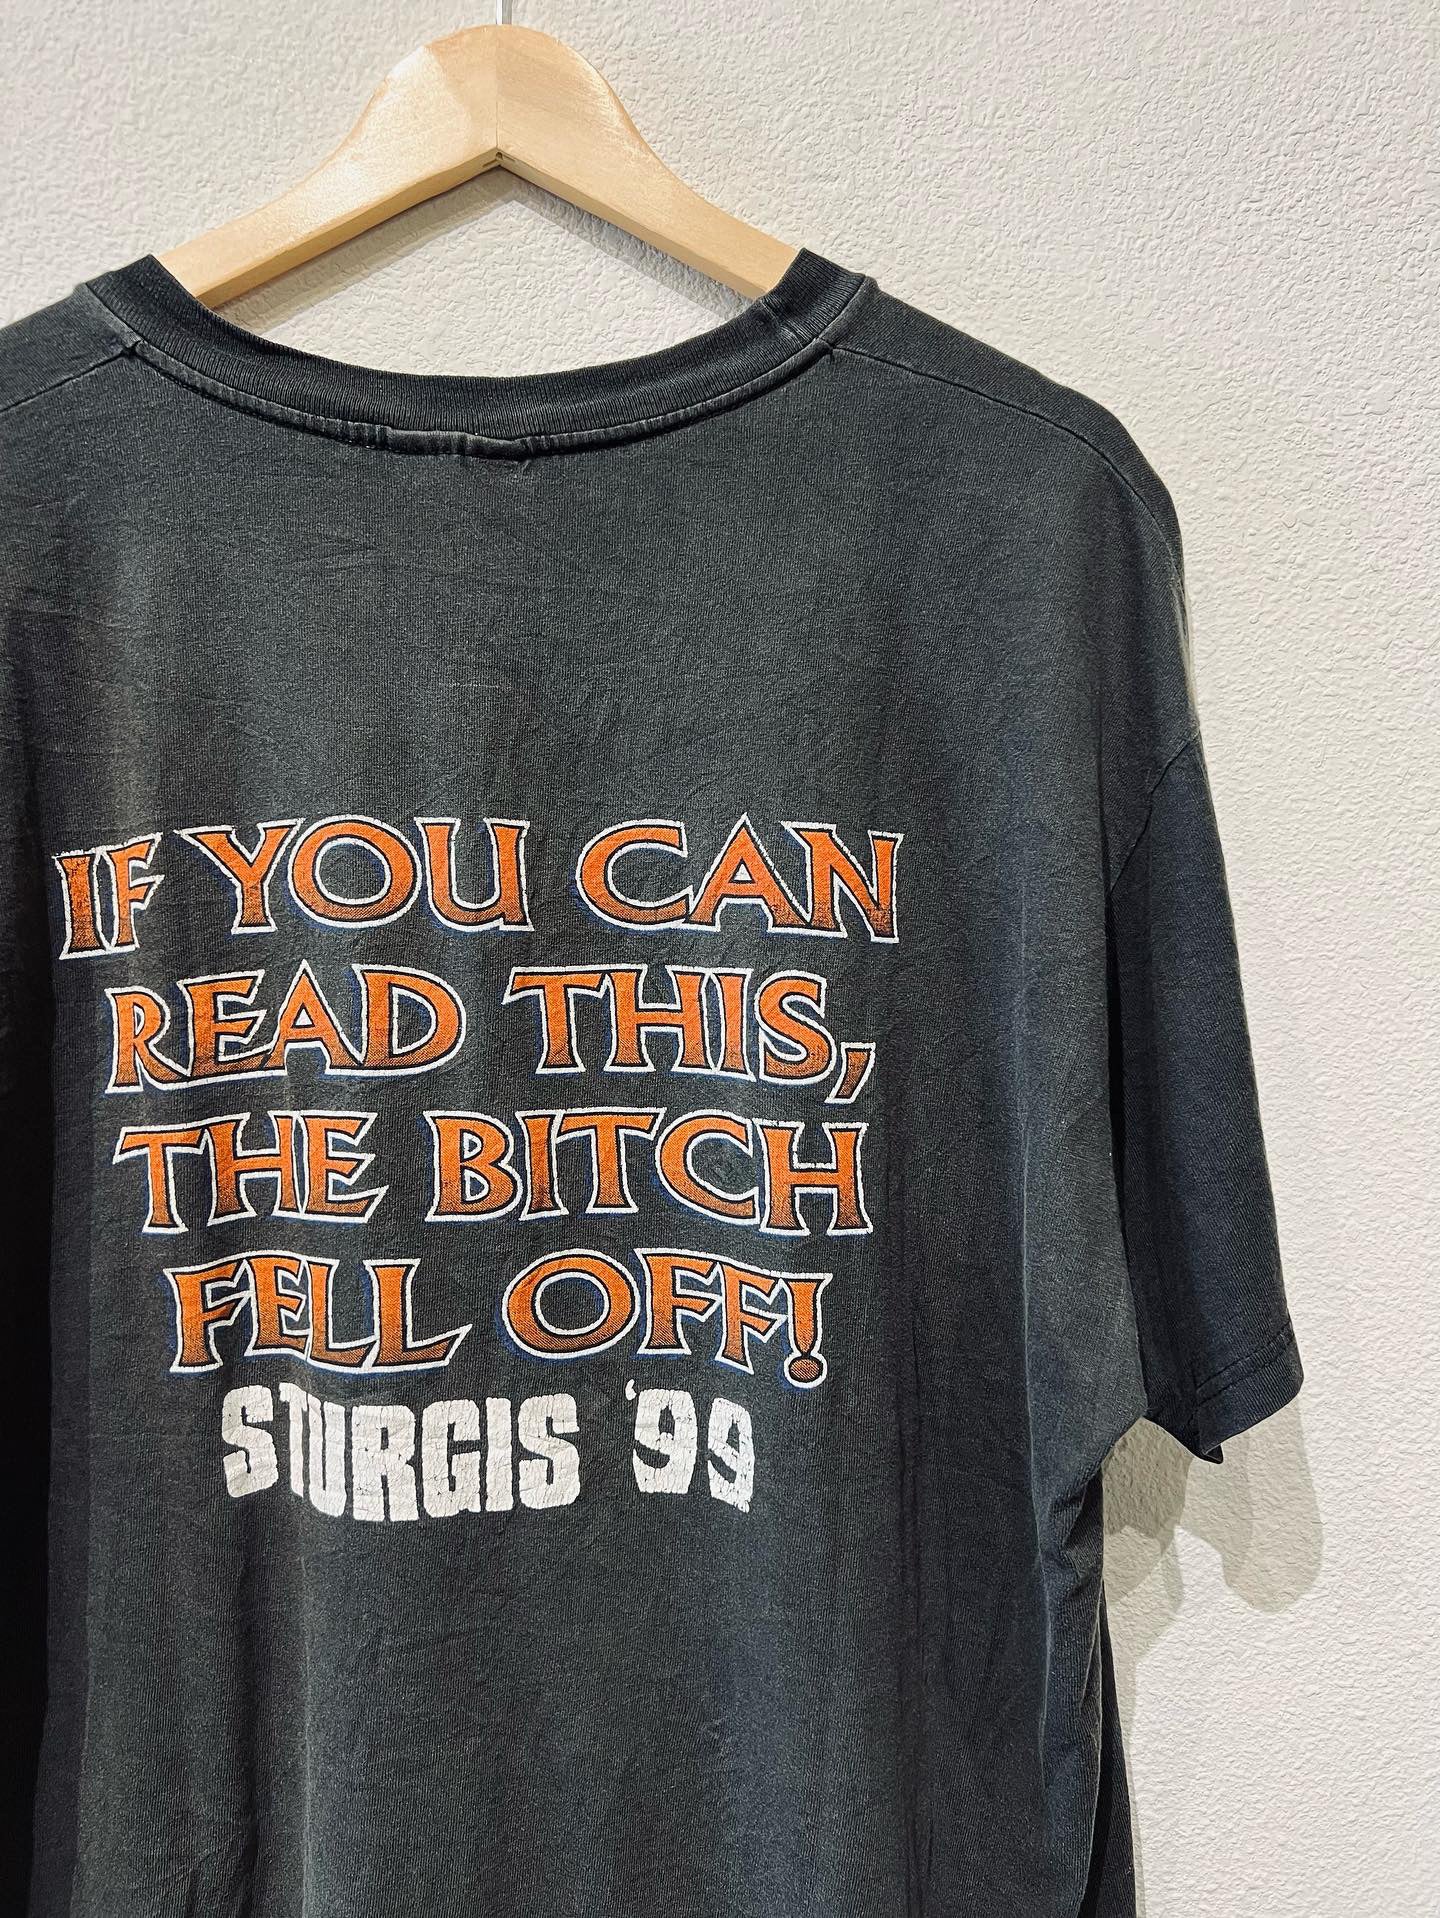 IF YOU CAN
READ THIS,
THE BITCH
FELL OFF!
STURGIS '99